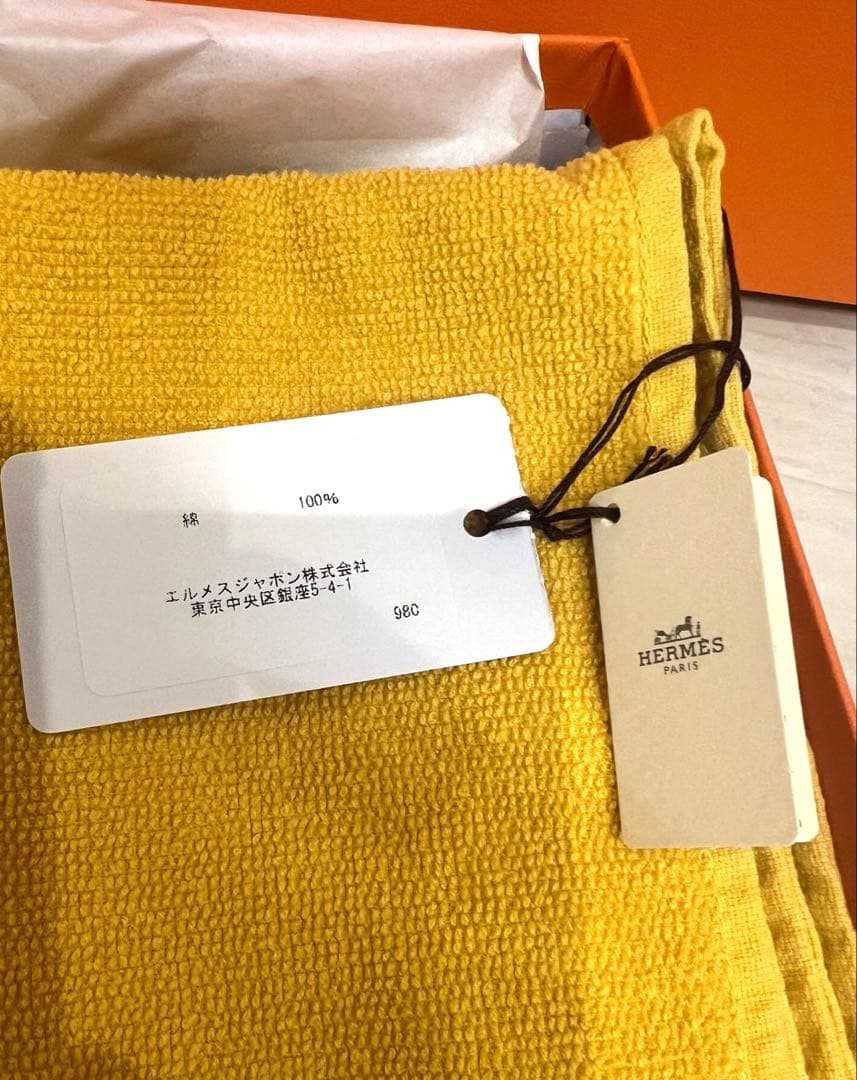 綿 100%
エルメスジャポン株式会社
東京中央区銀座5-4-1
980
HERMÈS
PARIS